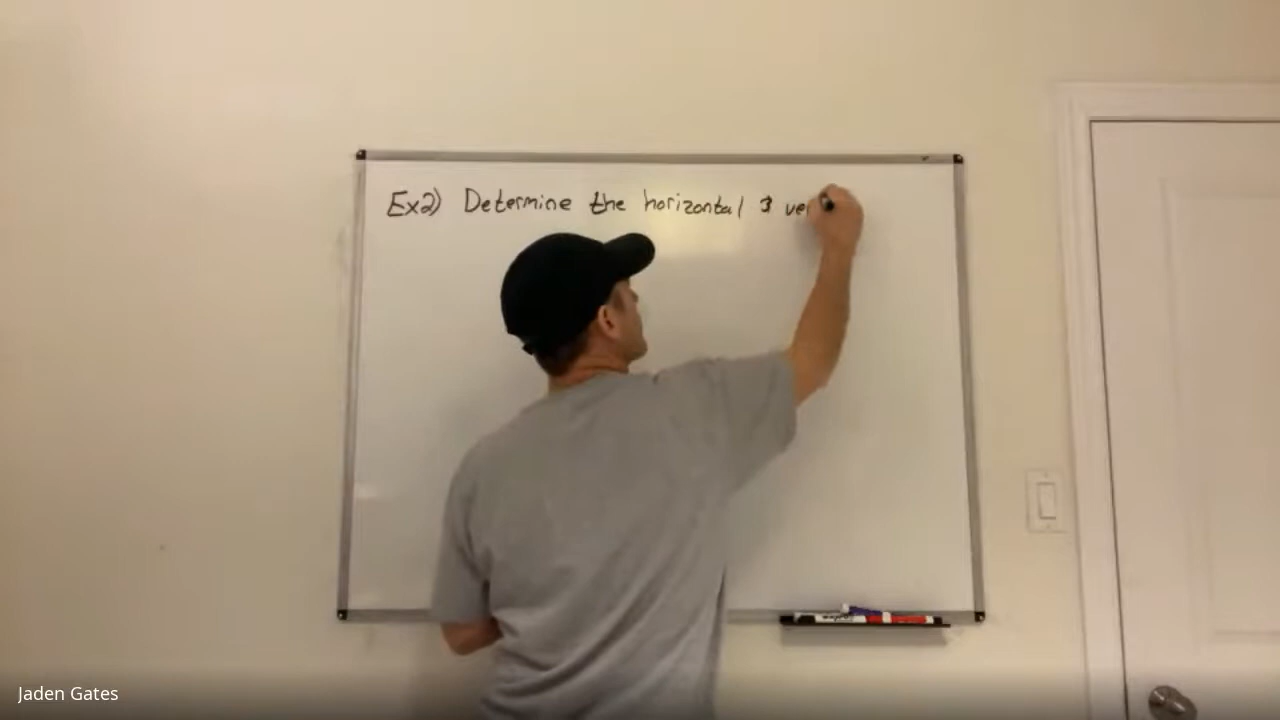 Ex2) Determine the horizontal & ver
Jaden Gates